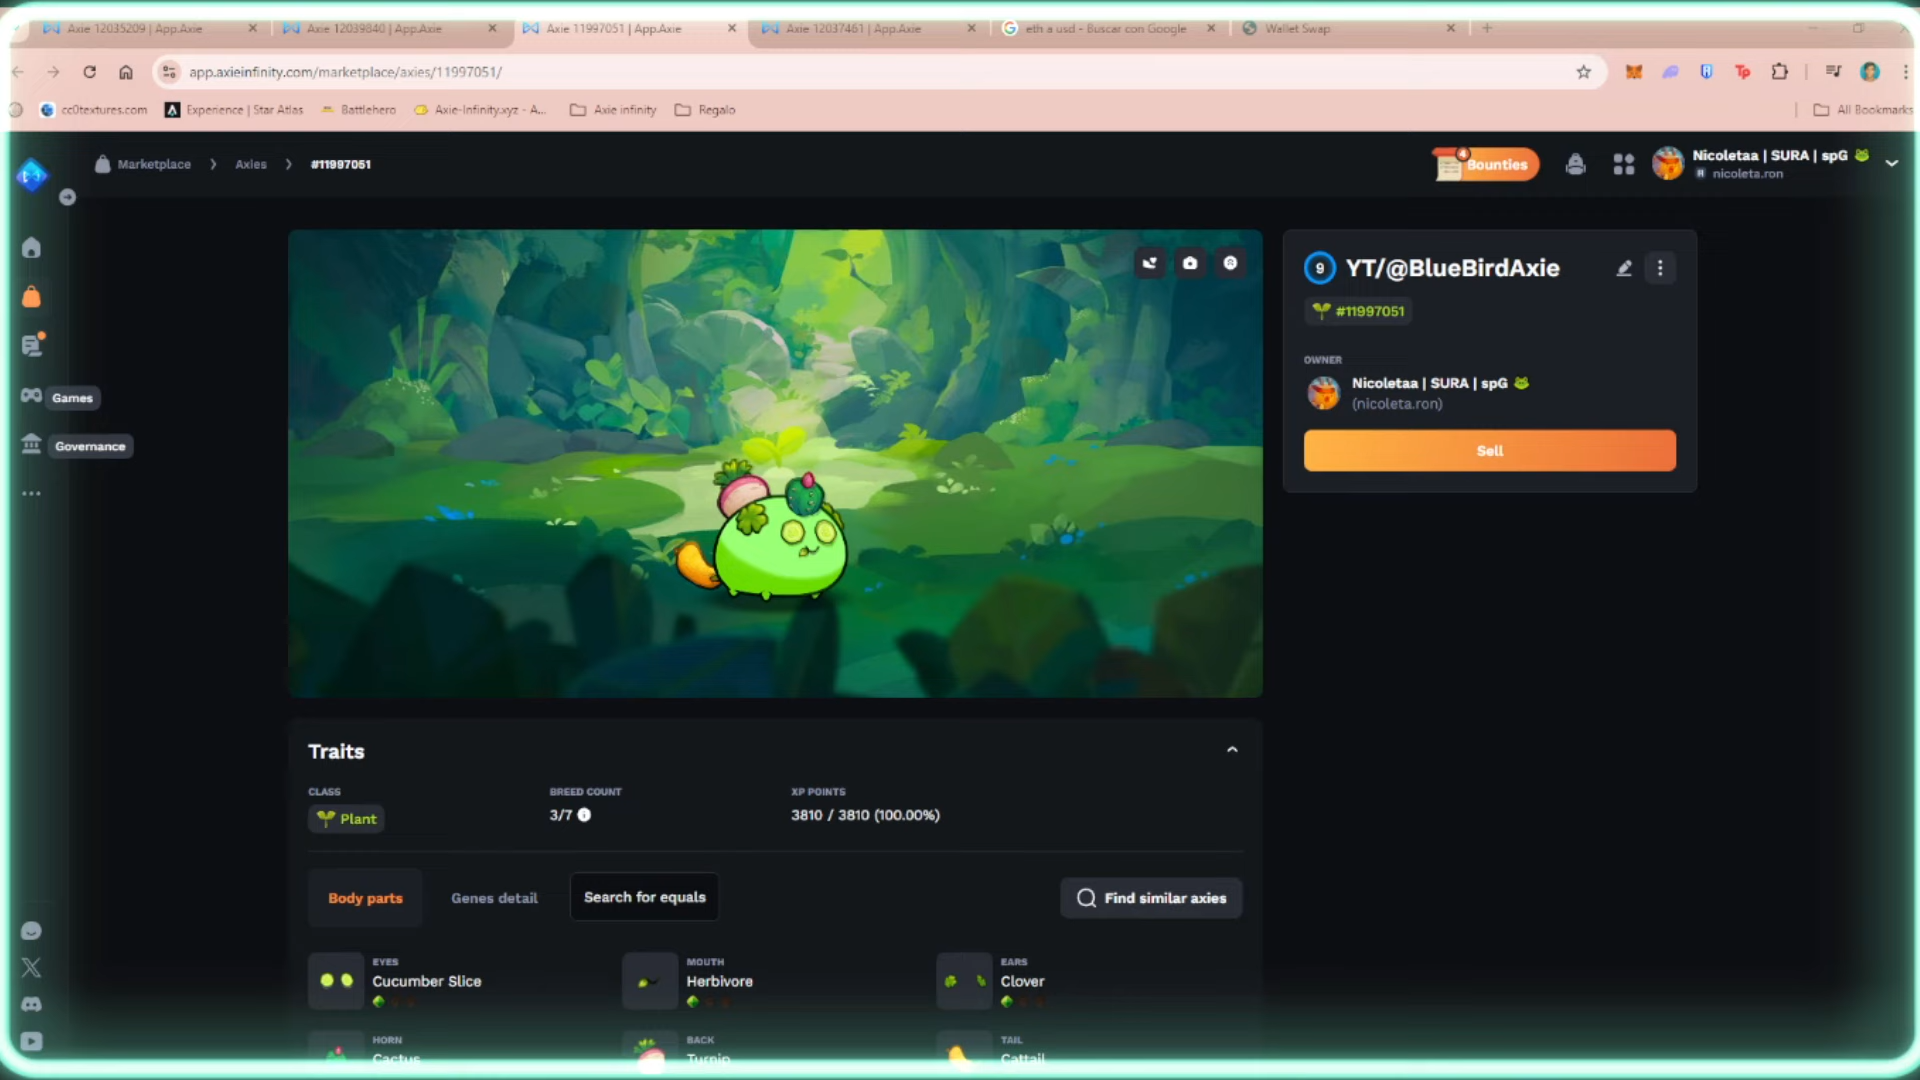 Axie 12035209 | App.Axie
Axie 12039840 | App.Axie
Axie 11997051 | App.Axie
Axie 12037461 | App.Axie
eth a usd - Buscar con Google
Wallet Swap
app.axieinfinity.com/marketplace/axies/11997051/
cc0textures.com
Experience | Star Atlas
Battlehero
Axie-Infinity.xyz - A...
Axie infinity
Regalo
All Bookmarks
Marketplace
Axies
#11997051
4
Bounties
Nicoletaa | SURA | spG
nicoleta.ron
Games
Governance
9
YT/@BlueBirdAxie
#11997051
OWNER
Nicoletaa | SURA | spG
(nicoleta.ron)
Sell
Traits
CLASS
Plant
BREED COUNT
3/7
XP POINTS
3810 / 3810 (100.00%)
Body parts
Genes detail
Search for equals
Find similar axies
EYES
Cucumber Slice
MOUTH
Herbivore
EARS
Clover
HORN
Cactus
BACK
Turnip
TAIL
Cattail